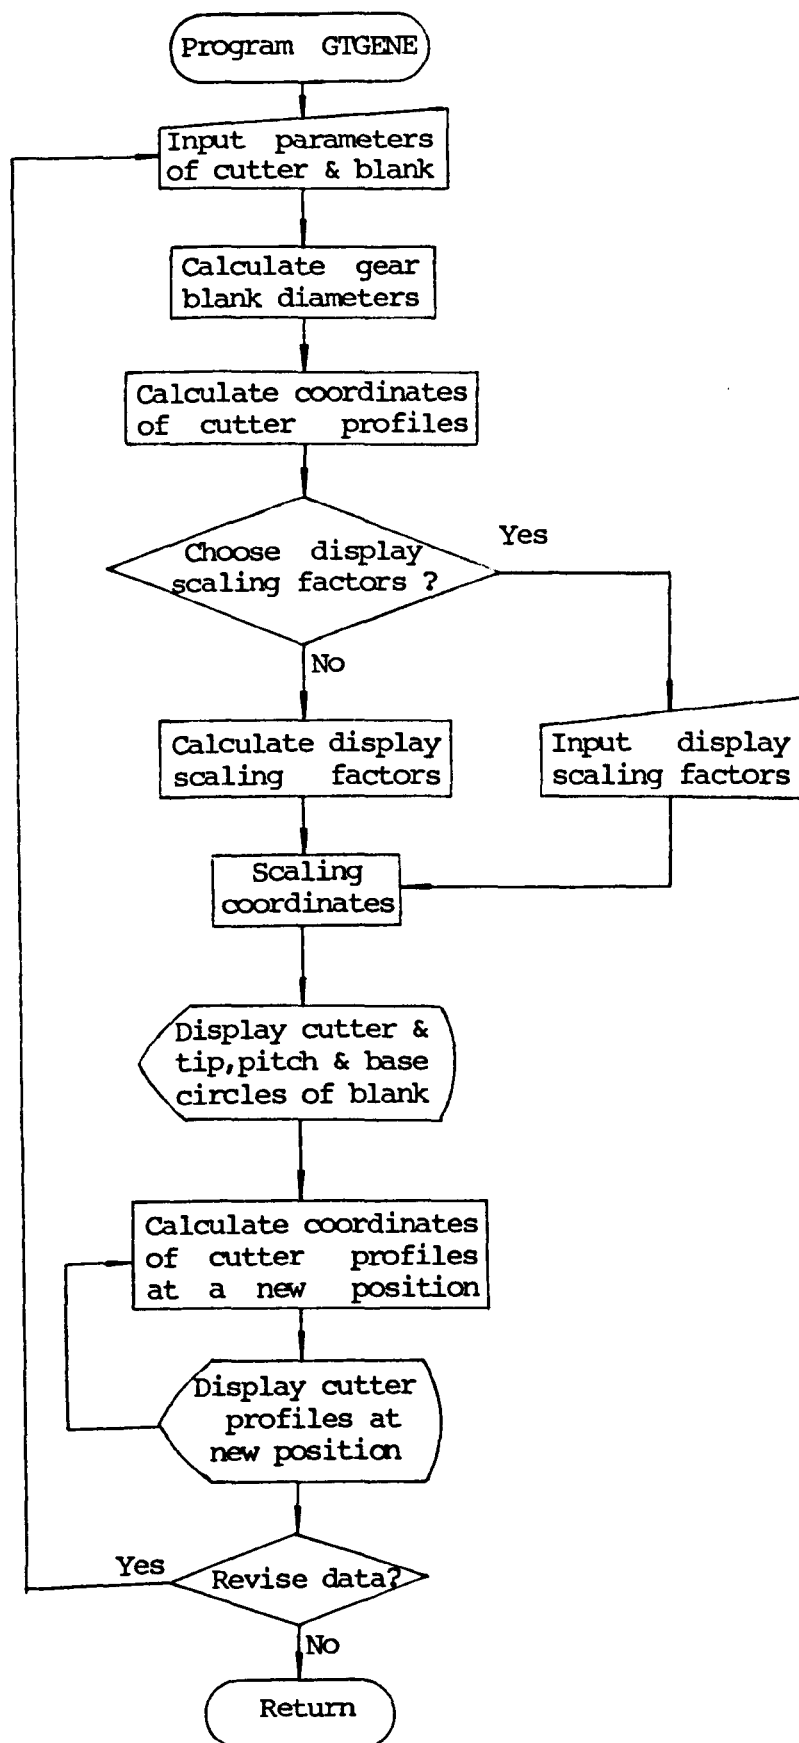 Program GTGENE
Input parameters
of cutter & blank
Calculate gear
blank diameters
Calculate coordinates
of cutter profiles
Choose display
scaling factors ?
Yes
No
Calculate display
scaling factors
Input display
scaling factors
Scaling
coordinates
Display cutter &
tip,pitch & base
circles of blank
Calculate coordinates
of cutter profiles
at a new position
Display cutter
profiles at
new position
Yes
Revise data?
No
Return